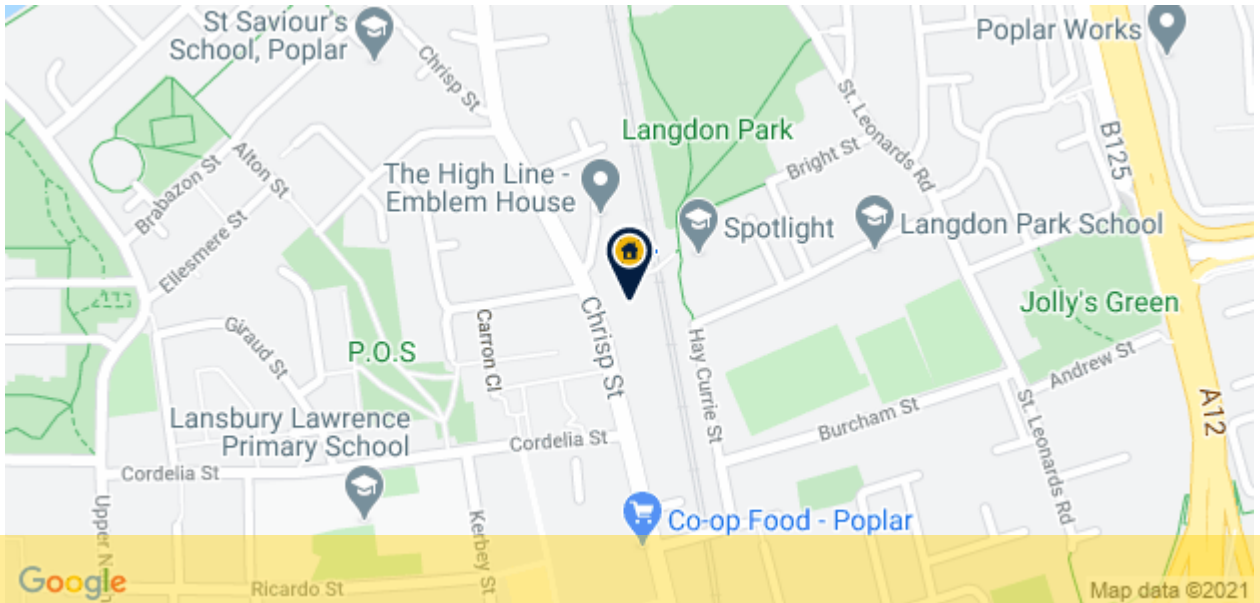 St Saviour's
School, Poplar
Chrisp St
Poplar Works
St. Leonards Rd
B125
Langdon Park
Bright St
The High Line -
Emblem House
Alton St
Brabazon St
Spotlight
Langdon Park School
Ellesmere St
Jolly's Green
Giraud St
Carron Cl
Chrisp St
Hay Currie St
P.O.S
Andrew St
A12
Burcham St
St. Leonards Rd
Lansbury Lawrence
Primary School
Cordelia St
Cordelia St
Upper N
Kerbey St
Co-op Food - Poplar
Ricardo St
Google
Map data ©2021